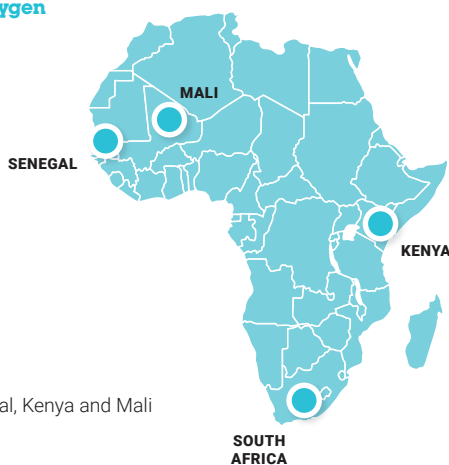 ygen
MALI
SENEGAL
KENYA
al, Kenya and Mali
SOUTH
AFRICA